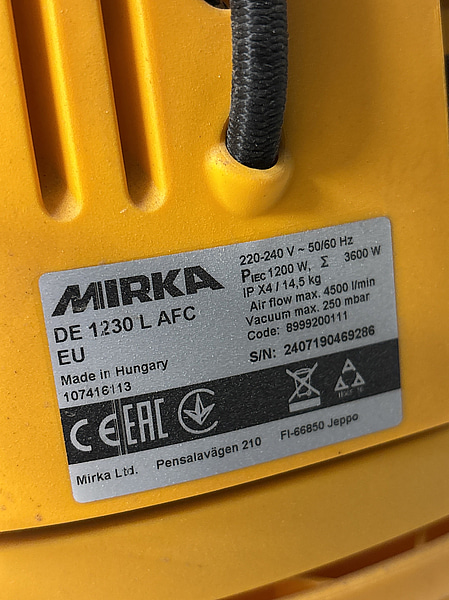 MIRKA
DE 1230 L AFC
EU
Made in Hungary
107416113
220-240 V ~ 50/60 Hz
PIEC 1200 W, Σ 3600 W
IP X4 / 14,5 kg
Air flow max. 4500 l/min
Vacuum max. 250 mbar
Code: 8999200111
S/N: 2407190469286
CE EAC
Mirka Ltd. Pensalavägen 210 FI-66850 Jeppo